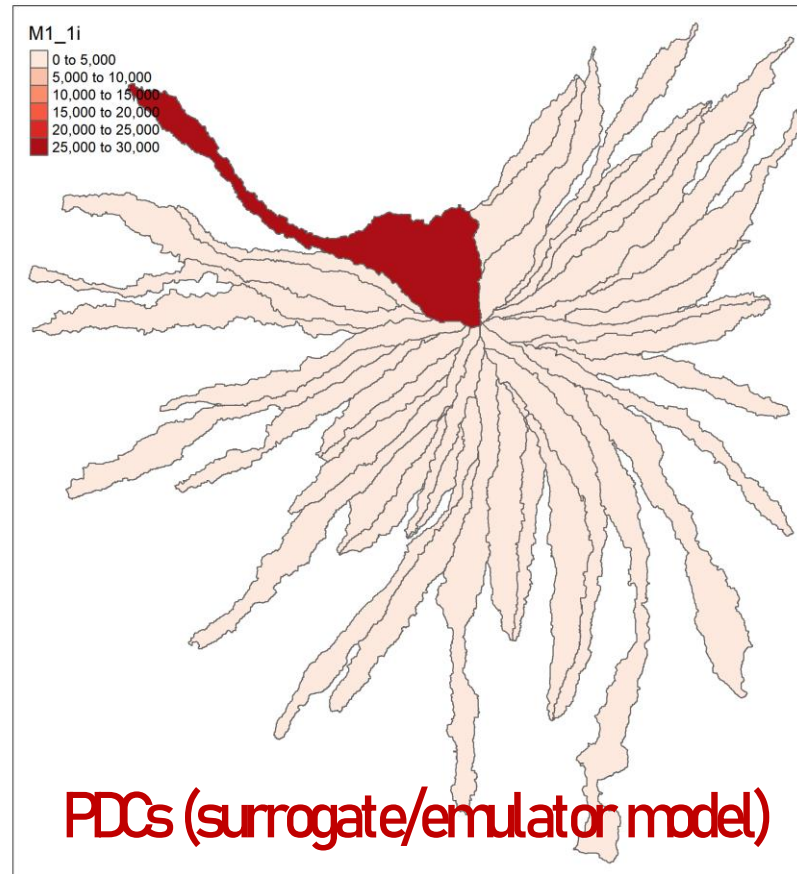 M1_1i
0 to 5,000
5,000 to 10,000
10,000 to 15,000
15,000 to 20,000
20,000 to 25,000
25,000 to 30,000
PDCs (surrogate/emulator model)